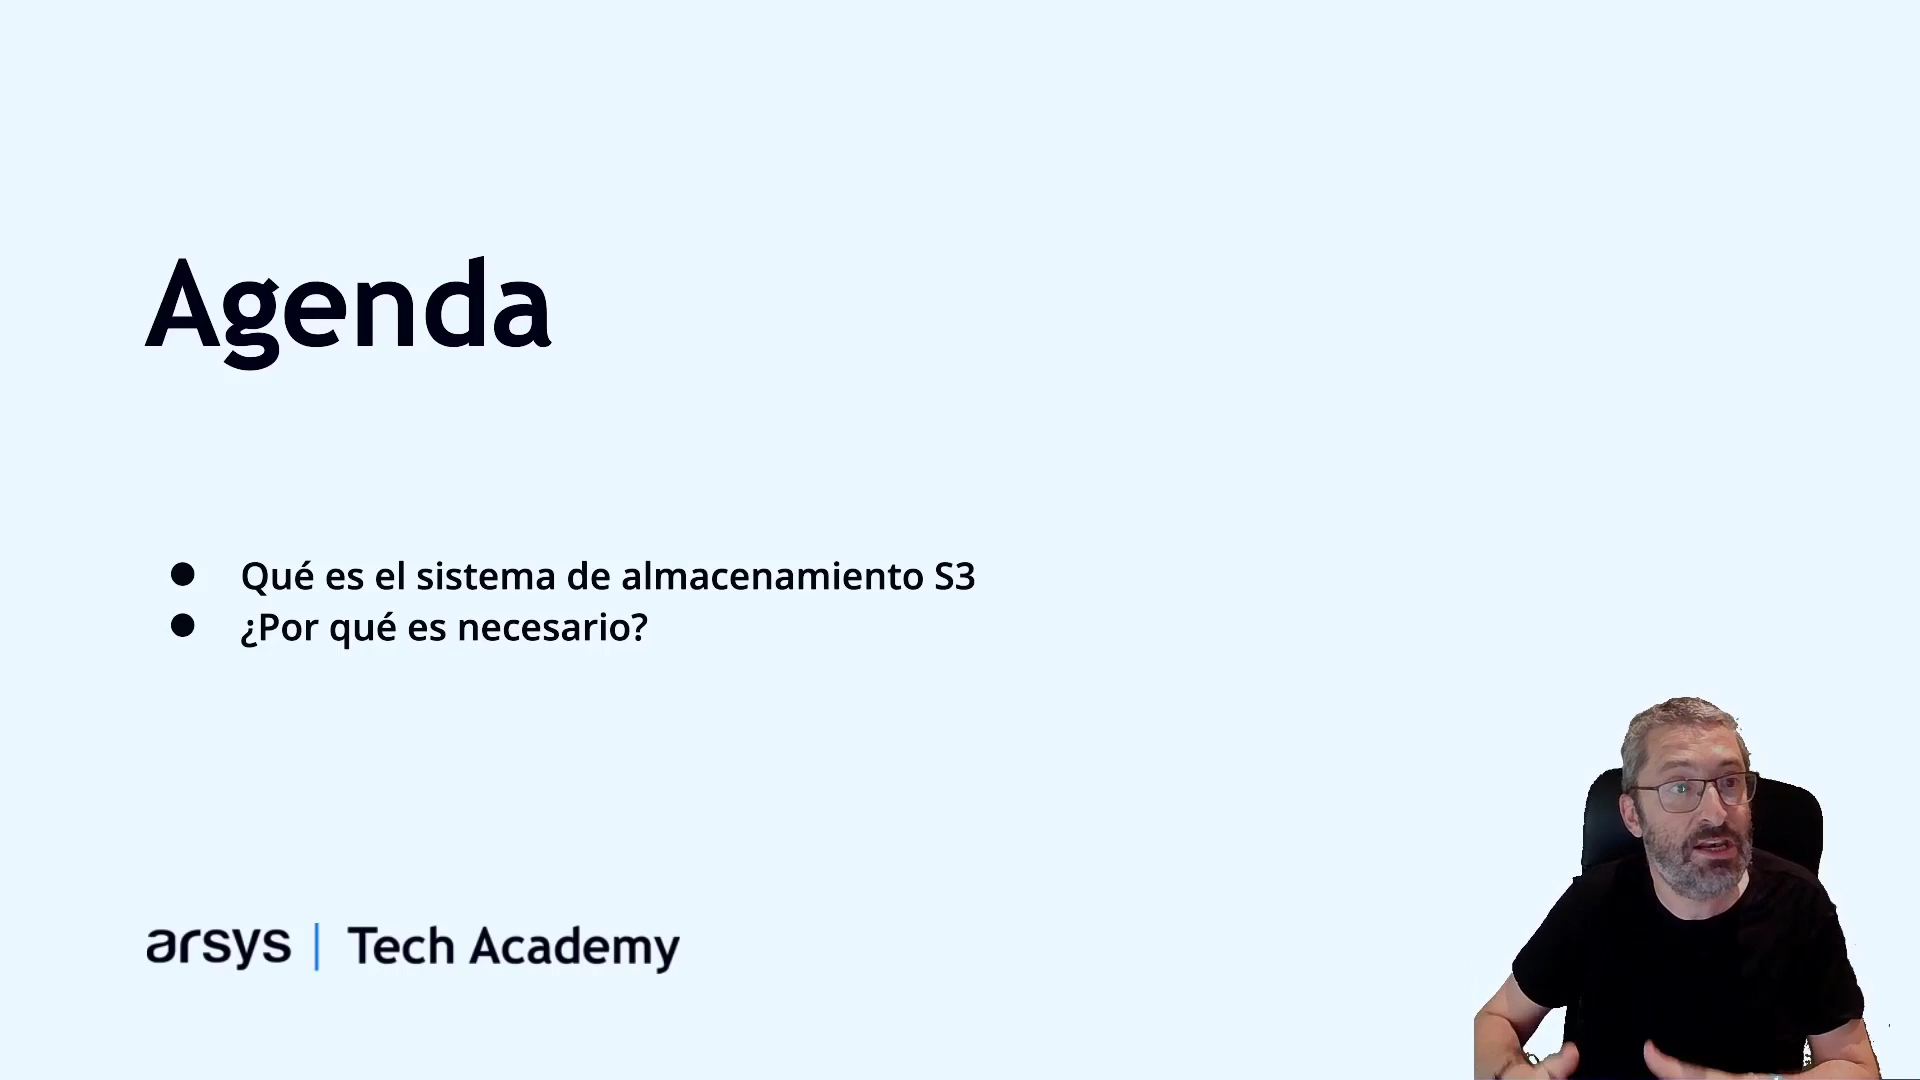 Agenda
● Qué es el sistema de almacenamiento S3
● ¿Por qué es necesario?
arsys | Tech Academy